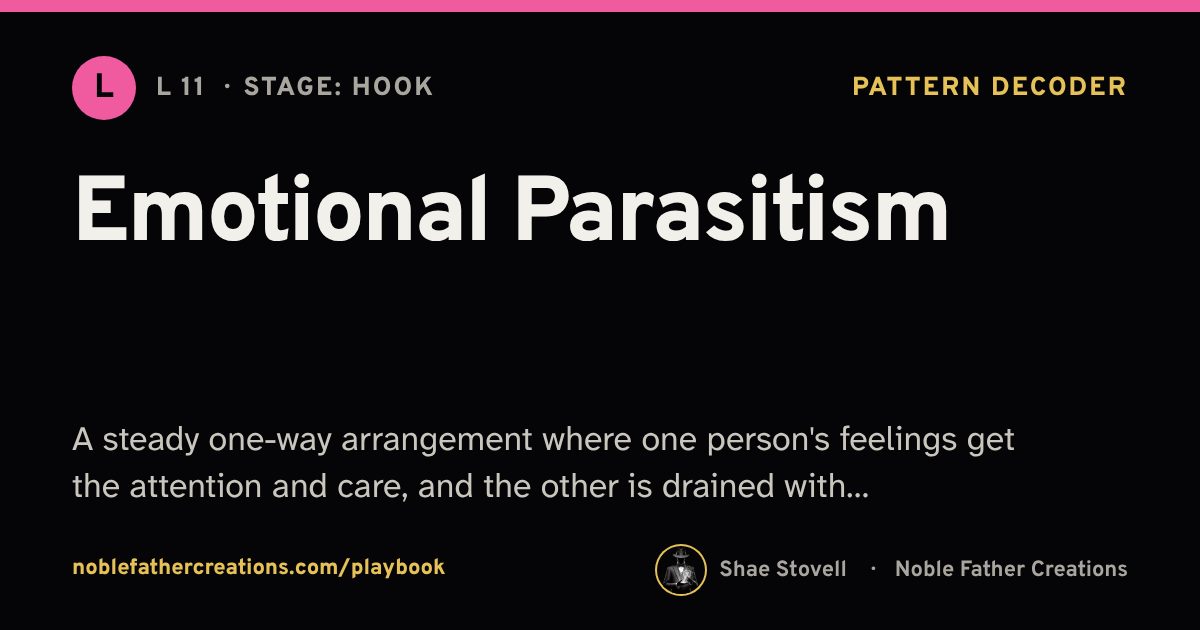 L
L 11 · STAGE: HOOK
PATTERN DECODER
Emotional Parasitism
A steady one-way arrangement where one person's feelings get
the attention and care, and the other is drained with...
noblefathercreations.com/playbook
Shae Stovell · Noble Father Creations